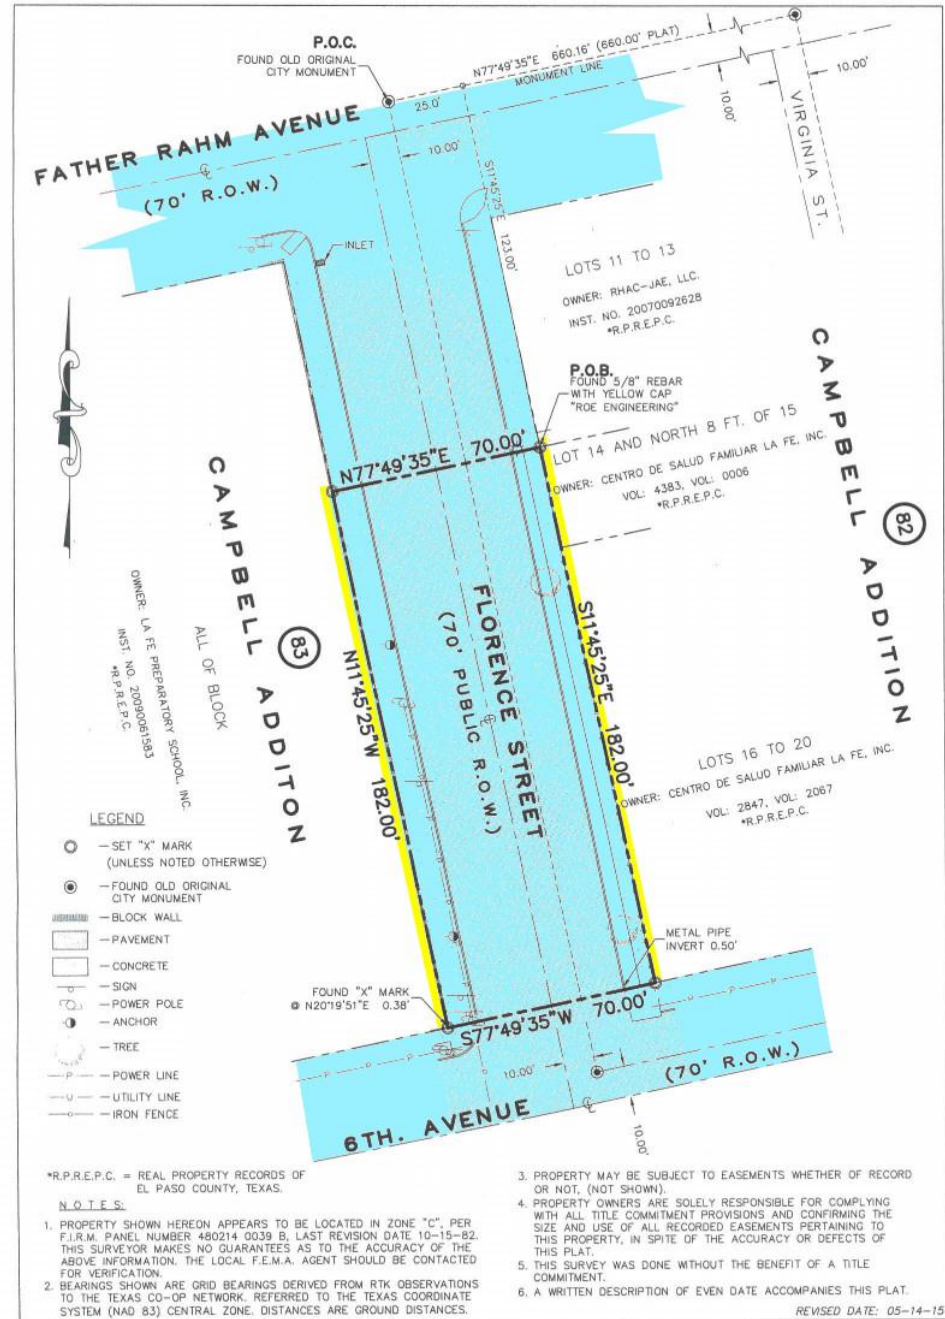 P.O.C.
FOUND OLD ORIGINAL
CITY MONUMENT
N77°49'35"E 660.16' (660.00' PLAT)
MONUMENT LINE
25.0'
10.00'
10.00'
10.00'
VIRGINIA ST.
FATHER RAHM AVENUE
(70' R.O.W.)
S11°45'25"E 123.00'
INLET
LOTS 11 TO 13
OWNER: RHAC-JAE, LLC.
INST. NO. 20070092628
*R.P.R.E.P.C.
P.O.B.
FOUND 5/8" REBAR
WITH YELLOW CAP
"ROE ENGINEERING"
N77°49'35"E 70.00'
LOT 14 AND NORTH 8 FT. OF 15
OWNER: CENTRO DE SALUD FAMILIAR LA FE, INC.
VOL: 4383, VOL: 0006
*R.P.R.E.P.C.
CAMPBELL ADDITION
82
CAMPBELL ADDITON
83
ALL OF BLOCK
OWNER: LA FE PREPARATORY SCHOOL, INC.
INST. NO. 20090061583
*R.P.R.E.P.C.
N11°45'25"W 182.00'
FLORENCE STREET
(70' PUBLIC R.O.W.)
S11°45'25"E 182.00'
LOTS 16 TO 20
OWNER: CENTRO DE SALUD FAMILIAR LA FE, INC.
VOL: 2847, VOL: 2067
*R.P.R.E.P.C.
LEGEND
— SET "X" MARK
(UNLESS NOTED OTHERWISE)
— FOUND OLD ORIGINAL
CITY MONUMENT
— BLOCK WALL
— PAVEMENT
— CONCRETE
— SIGN
— POWER POLE
— ANCHOR
— TREE
—P— — POWER LINE
—U— — UTILITY LINE
— IRON FENCE
METAL PIPE
INVERT 0.50'
FOUND "X" MARK
@ N20°19'51"E 0.38'
S77°49'35"W 70.00'
10.00'
(70' R.O.W.)
6TH. AVENUE
10.00'
*R.P.R.E.P.C. = REAL PROPERTY RECORDS OF
EL PASO COUNTY, TEXAS.
NOTES:
1. PROPERTY SHOWN HEREON APPEARS TO BE LOCATED IN ZONE "C", PER
F.I.R.M. PANEL NUMBER 480214 0039 B, LAST REVISION DATE 10-15-82.
THIS SURVEYOR MAKES NO GUARANTEES AS TO THE ACCURACY OF THE
ABOVE INFORMATION. THE LOCAL F.E.M.A. AGENT SHOULD BE CONTACTED
FOR VERIFICATION.
2. BEARINGS SHOWN ARE GRID BEARINGS DERIVED FROM RTK OBSERVATIONS
TO THE TEXAS CO-OP NETWORK. REFERRED TO THE TEXAS COORDINATE
SYSTEM (NAD 83) CENTRAL ZONE. DISTANCES ARE GROUND DISTANCES.
3. PROPERTY MAY BE SUBJECT TO EASEMENTS WHETHER OF RECORD
OR NOT, (NOT SHOWN).
4. PROPERTY OWNERS ARE SOLELY RESPONSIBLE FOR COMPLYING
WITH ALL TITLE COMMITMENT PROVISIONS AND CONFIRMING THE
SIZE AND USE OF ALL RECORDED EASEMENTS PERTAINING TO
THIS PROPERTY, IN SPITE OF THE ACCURACY OR DEFECTS OF
THIS PLAT.
5. THIS SURVEY WAS DONE WITHOUT THE BENEFIT OF A TITLE
COMMITMENT.
6. A WRITTEN DESCRIPTION OF EVEN DATE ACCOMPANIES THIS PLAT.
REVISED DATE: 05-14-15